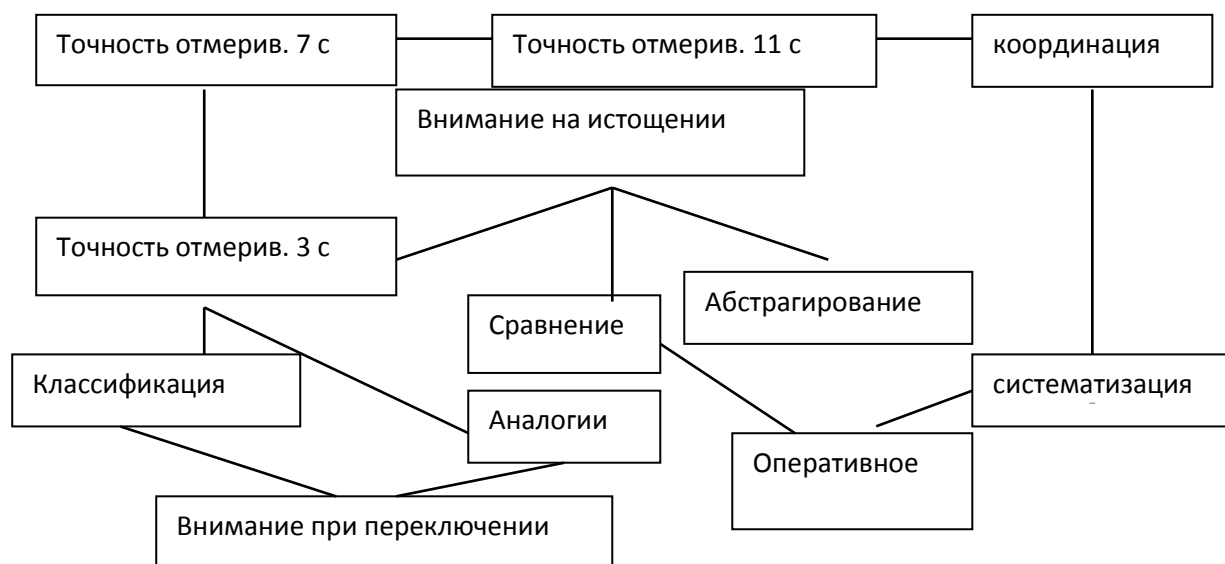 Точность отмерив. 7 с
Точность отмерив. 11 с
координация
Внимание на истощении
Точность отмерив. 3 с
Абстрагирование
Сравнение
Классификация
систематизация
Аналогии
Оперативное
Внимание при переключении